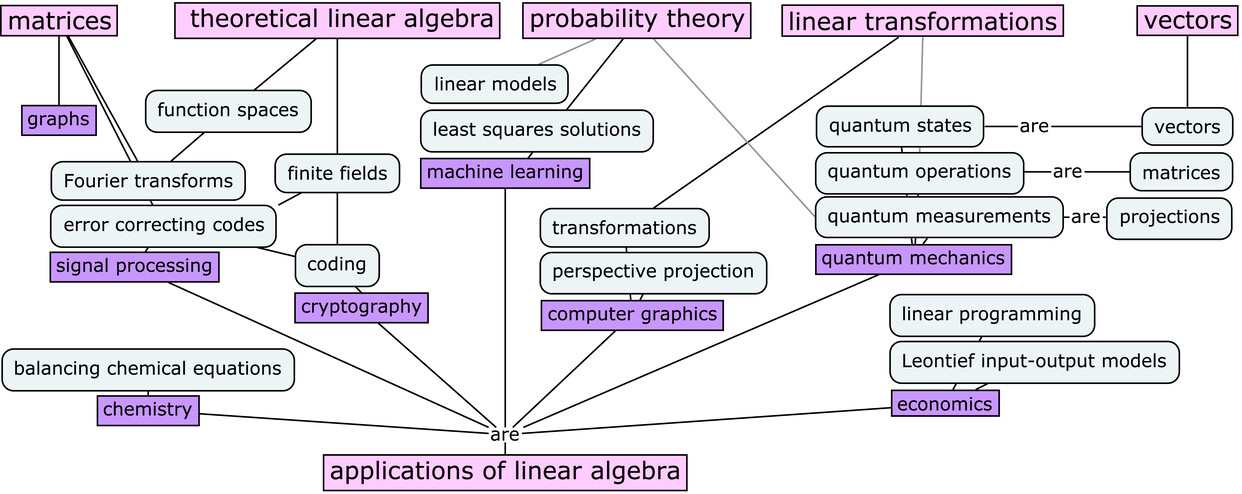 matrices
theoretical linear algebra
probability theory
linear transformations
vectors
linear models
function spaces
graphs
least squares solutions
quantum states
are
vectors
machine learning
Fourier transforms
finite fields
quantum operations
are
matrices
error correcting codes
transformations
quantum measurements
are
projections
signal processing
coding
perspective projection
quantum mechanics
cryptography
computer graphics
linear programming
balancing chemical equations
Leontief input-output models
chemistry
economics
are
applications of linear algebra